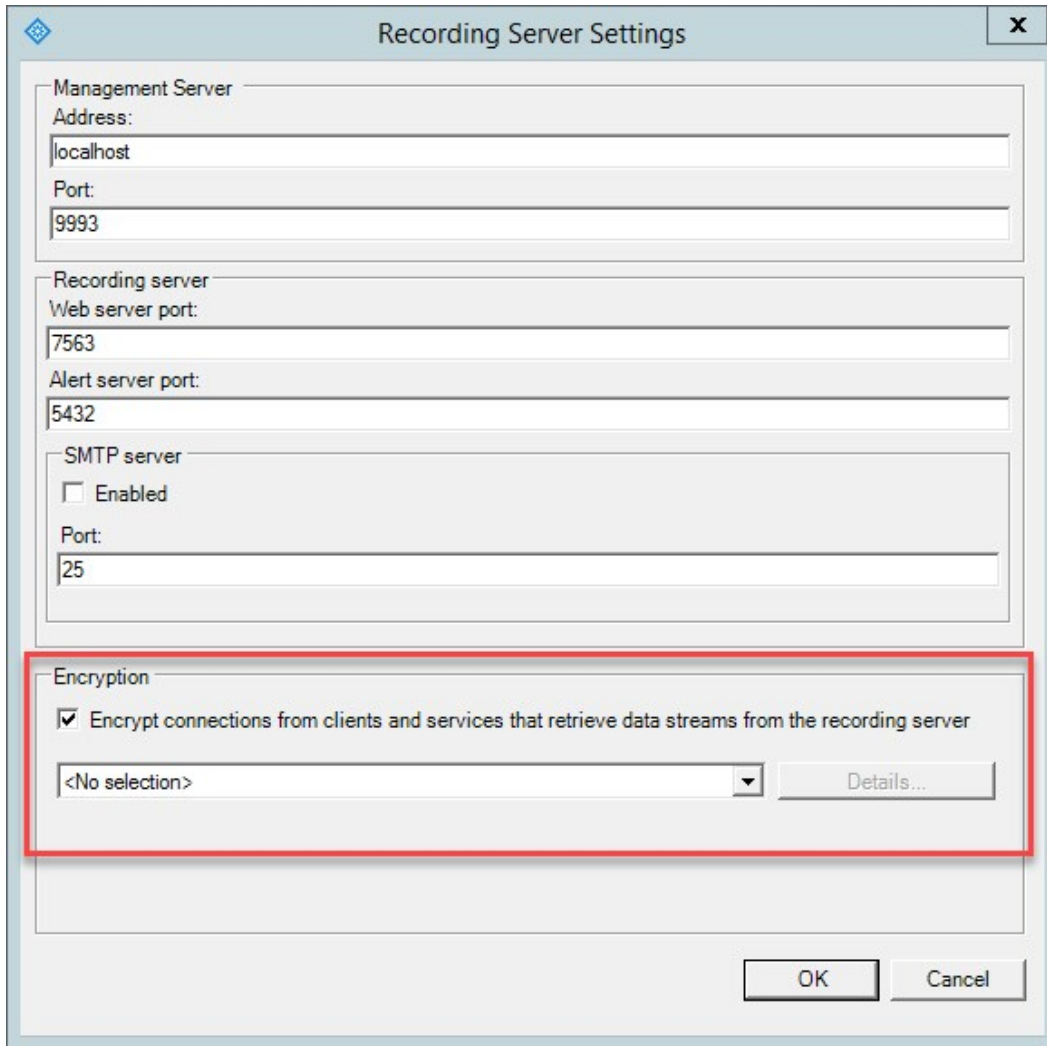 Recording Server Settings
x
Management Server
Address:
localhost
Port:
9993
Recording server
Web server port:
7563
Alert server port:
5432
SMTP server
Enabled
Port:
25
Encryption
Encrypt connections from clients and services that retrieve data streams from the recording server
<No selection>
Details...
OK
Cancel